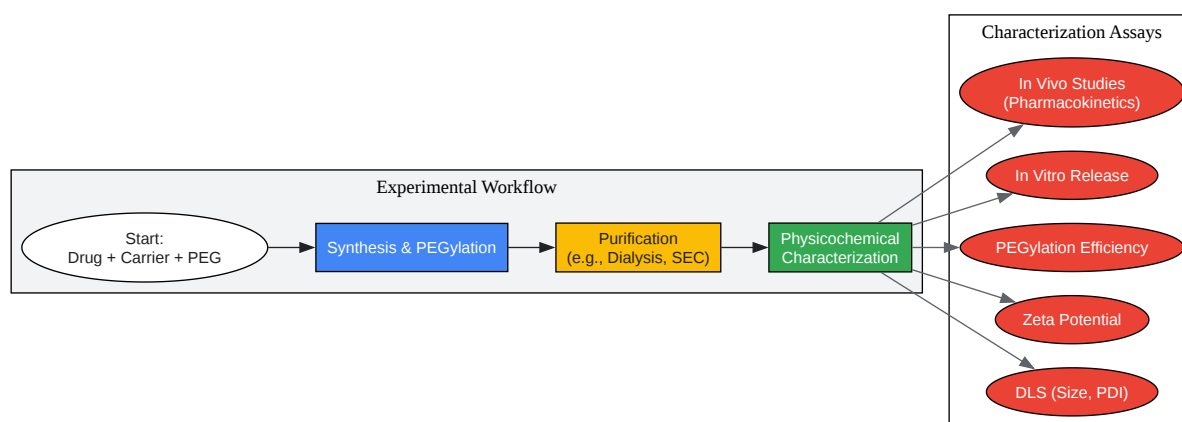 Characterization Assays
In Vivo Studies
(Pharmacokinetics)
In Vitro Release
Experimental Workflow
Start:
Drug + Carrier + PEG
Synthesis & PEGylation
Purification
(e.g., Dialysis, SEC)
Physicochemical
Characterization
PEGylation Efficiency
Zeta Potential
DLS (Size, PDI)